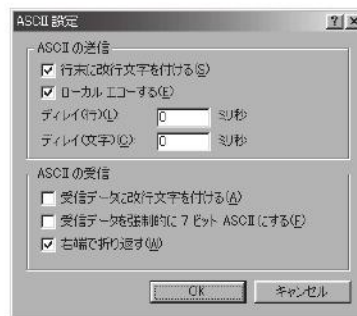 ASCII 設定
ASCII の送信
行末に改行文字を付ける(S)
ローカル エコーする(E)
ディレイ(行)(L): 0 ミリ秒
ディレイ(文字)(C): 0 ミリ秒
ASCII の受信
受信データに改行文字を付ける(A)
受信データを強制的に 7 ビット ASCII にする(F)
右端で折り返す(W)
OK キャンセル